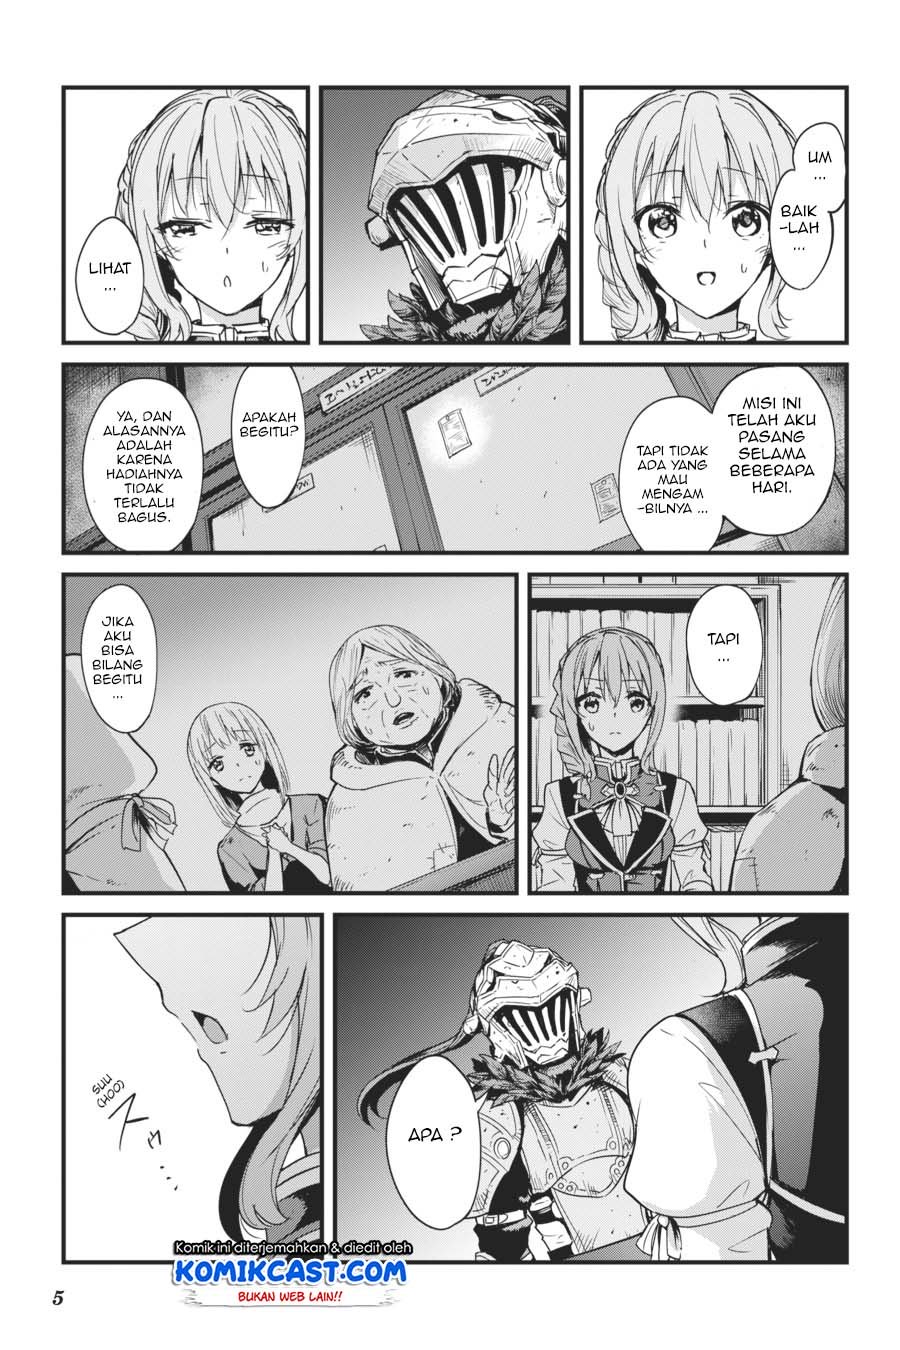 UM
...
BAIK
-LAH
...
LIHAT
...
MISI INI
TELAH AKU
PASANG
SELAMA
BEBERAPA
HARI.
TAPI TIDAK
ADA YANG
MAU
MENGAM
-BILNYA ...
APAKAH
BEGITU?
YA, DAN
ALASANNYA
ADALAH
KARENA
HADIAHNYA
TIDAK
TERLALU
BAGUS.
TAPI
...
JIKA
AKU
BISA
BILANG
BEGITU
...
APA ?
SUU
(HOO)
スゥ...
Komik ini diterjemahkan & diedit oleh
KOMIKCAST.COM
BUKAN WEB LAIN!!
5